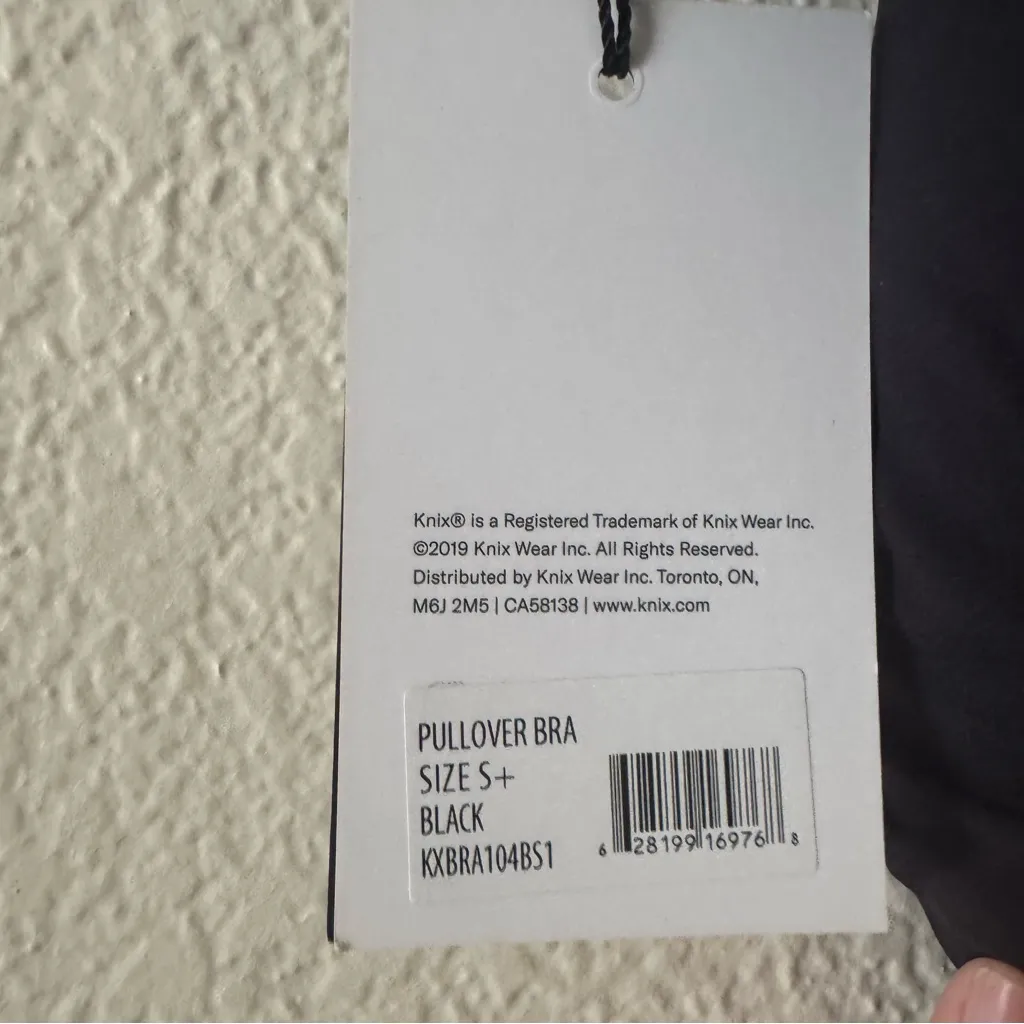 Knix® is a Registered Trademark of Knix Wear Inc.
©2019 Knix Wear Inc. All Rights Reserved.
Distributed by Knix Wear Inc. Toronto, ON,
M6J 2M5 | CA58138 | www.knix.com
PULLOVER BRA
SIZE S+
BLACK
KXBRA104BS1
6 28199 16976 8